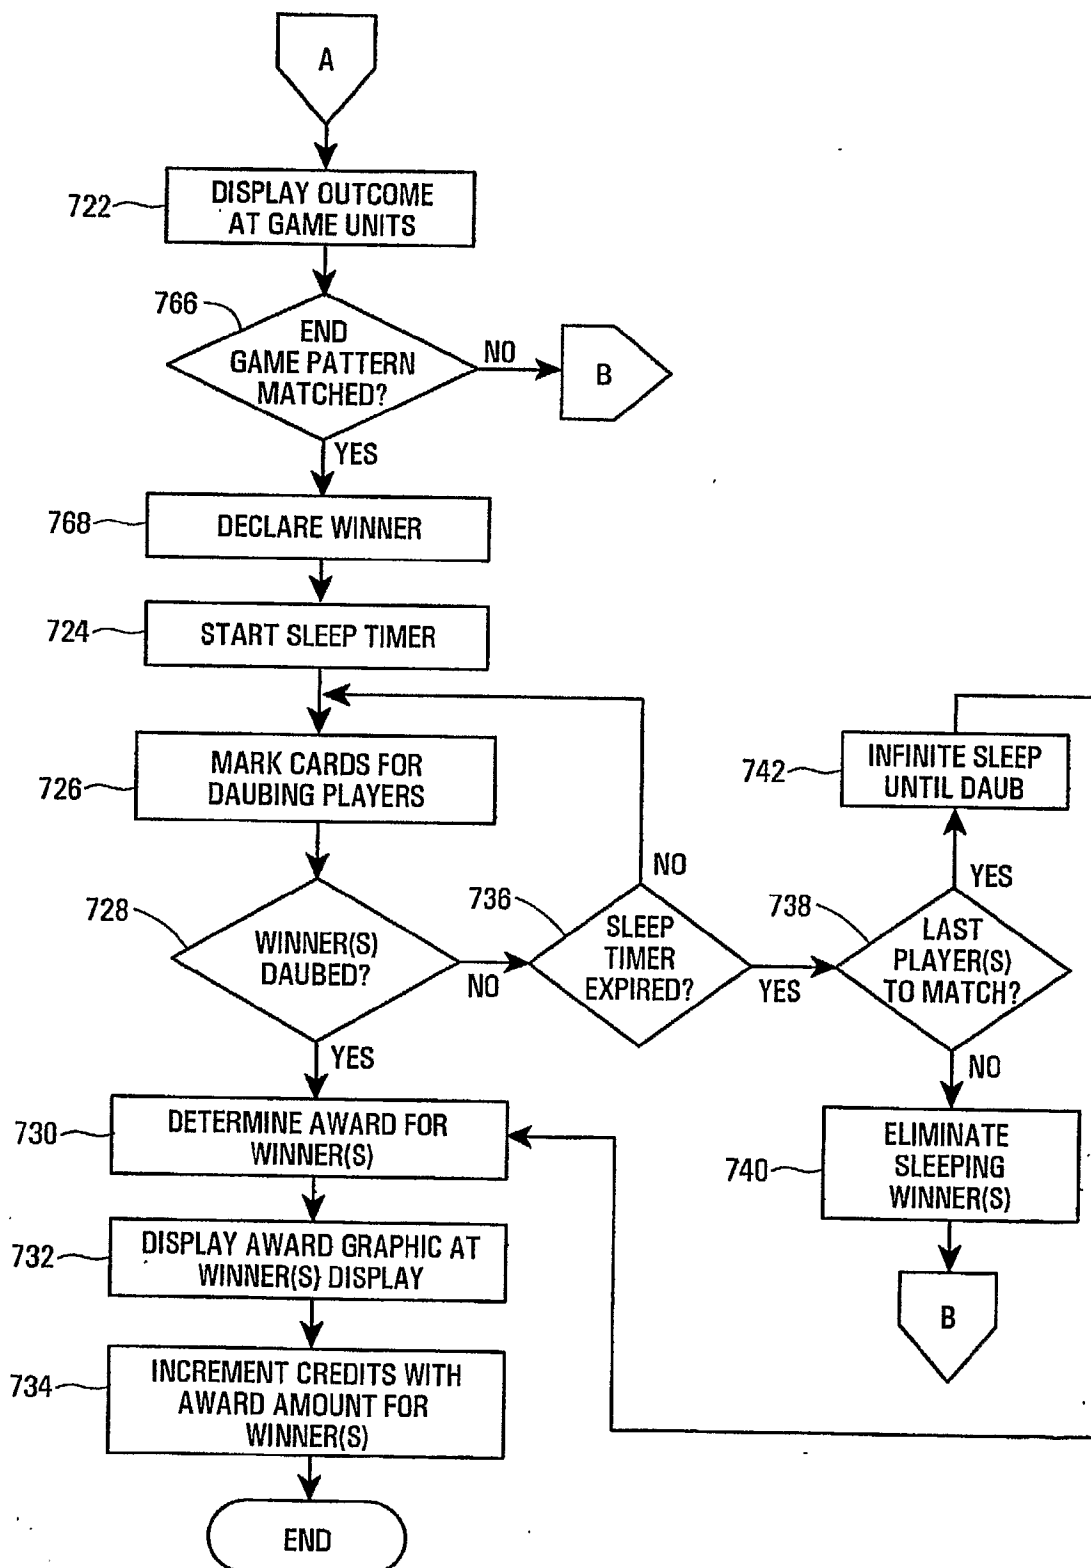 A
722
DISPLAY OUTCOME
AT GAME UNITS
766
END
GAME PATTERN
MATCHED?
NO
B
YES
768
DECLARE WINNER
724
START SLEEP TIMER
726
MARK CARDS FOR
DAUBING PLAYERS
742
INFINITE SLEEP
UNTIL DAUB
NO
YES
728
WINNER(S)
DAUBED?
NO
736
SLEEP
TIMER
EXPIRED?
YES
738
LAST
PLAYER(S)
TO MATCH?
YES
NO
730
DETERMINE AWARD FOR
WINNER(S)
740
ELIMINATE
SLEEPING
WINNER(S)
732
DISPLAY AWARD GRAPHIC AT
WINNER(S) DISPLAY
B
734
INCREMENT CREDITS WITH
AWARD AMOUNT FOR
WINNER(S)
END